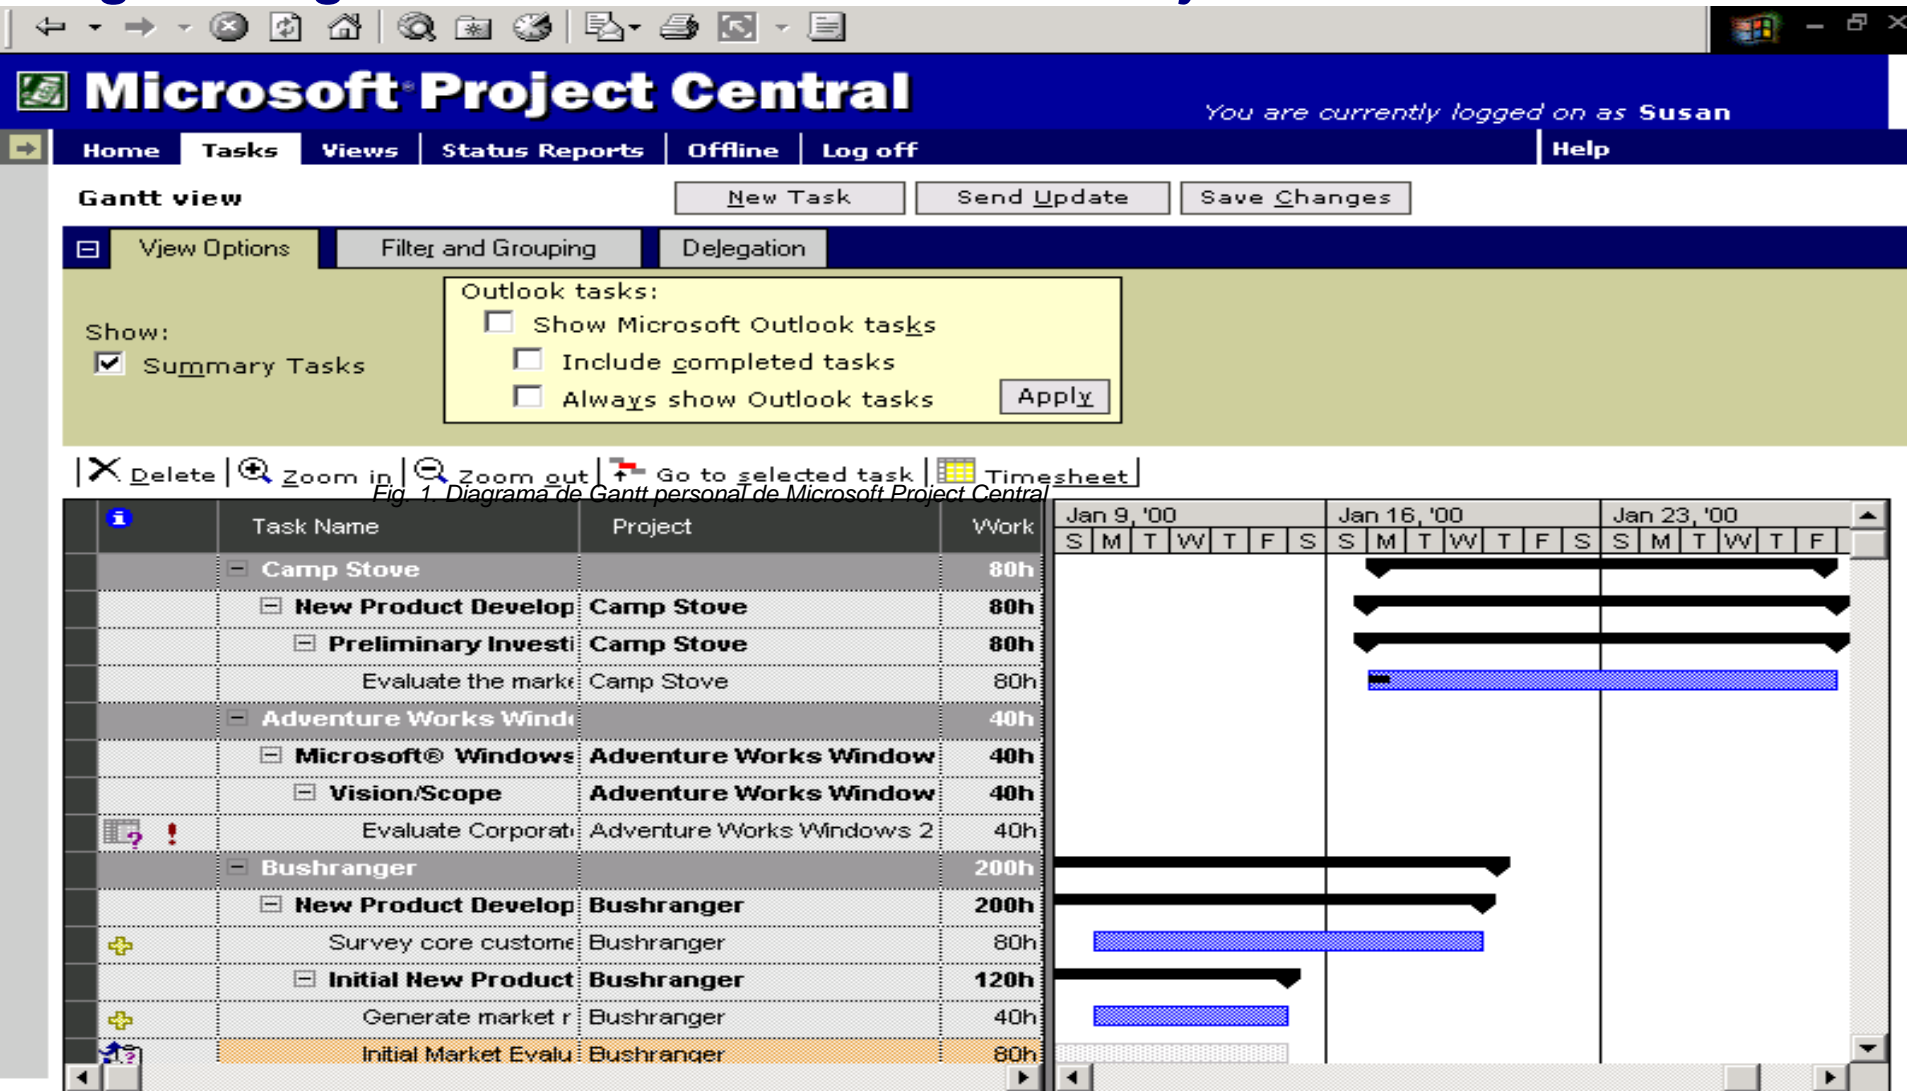 Microsoft Project Central
You are currently logged on as Susan
Home Tasks Views Status Reports Offline Log off Help
Gantt view New Task Send Update Save Changes
View Options Filter and Grouping Delegation
Outlook tasks:
Show Microsoft Outlook tasks
Show:
Include completed tasks
Summary Tasks
Always show Outlook tasks Apply
Delete Zoom in Zoom out Go to selected task Timesheet
Fig. 1. Diagrama de Gantt personal de Microsoft Project Central
Task Name Project Work Jan 9, '00 Jan 16, '00 Jan 23, '00
S M T W T F S S M T W T F S S M T W T F
Camp Stove 80h
New Product Develop Camp Stove 80h
Preliminary Investi Camp Stove 80h
Evaluate the marke Camp Stove 80h
Adventure Works Wind 40h
Microsoft® Windows Adventure Works Window 40h
Vision/Scope Adventure Works Window 40h
Evaluate Corporat Adventure Works Windows 2 40h
Bushranger 200h
New Product Develop Bushranger 200h
Survey core custome Bushranger 80h
Initial New Product Bushranger 120h
Generate market r Bushranger 40h
Initial Market Evalu Bushranger 80h